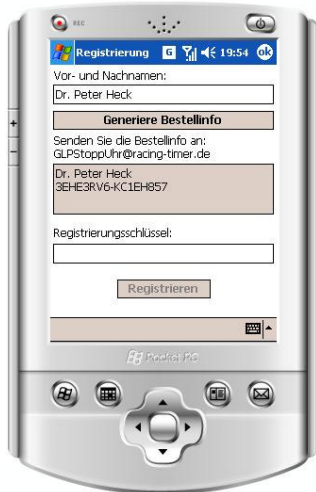 REC
Registrierung G 19:54 ok
Vor- und Nachnamen:
Dr. Peter Heck
Generiere Bestellinfo
Senden Sie die Bestellinfo an:
GLPStoppUhr@racing-timer.de
Dr. Peter Heck
3EHE3RV6-KC1EH857
Registrierungsschlüssel:
Registrieren
Pocket PC